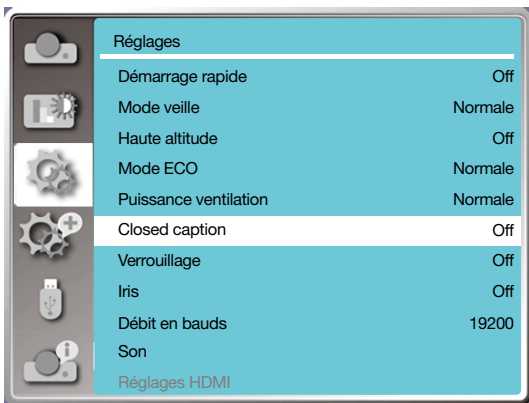 Réglages
Démarrage rapide Off
Mode veille Normale
Haute altitude Off
Mode ECO Normale
Puissance ventilation Normale
Closed caption Off
Verrouillage Off
Iris Off
Débit en bauds 19200
Son
Réglages HDMI